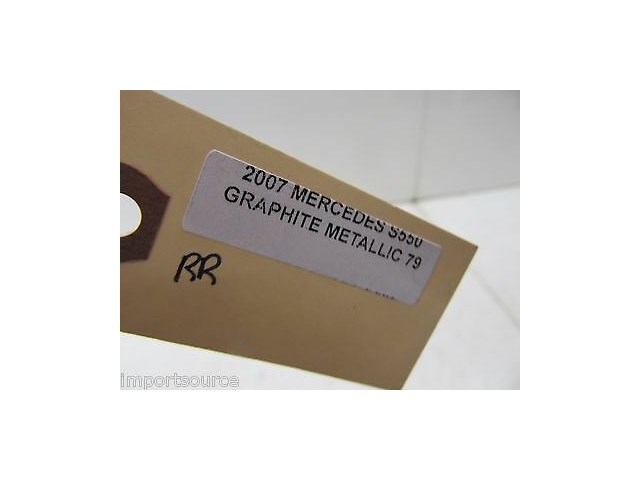 2007 MERCEDES S550
GRAPHITE METALLIC 79
RR
importsource